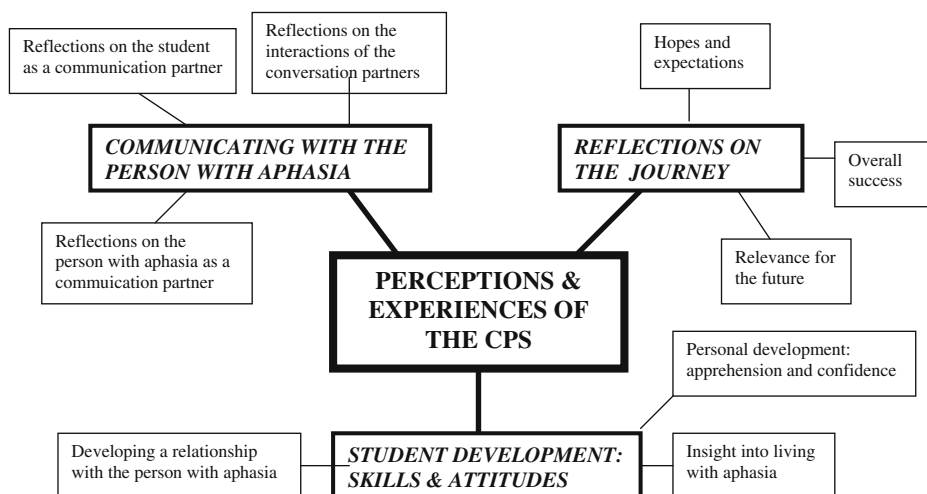 Reflections on the student
as a communication partner
Reflections on the
interactions of the
conversation partners
Hopes and
expectations
COMMUNICATING WITH THE
PERSON WITH APHASIA
REFLECTIONS ON
THE JOURNEY
Overall
success
Reflections on the
person with aphasia as a
commuication partner
Relevance for
the future
PERCEPTIONS &
EXPERIENCES OF
THE CPS
Personal development:
apprehension and confidence
Developing a relationship
with the person with aphasia
STUDENT DEVELOPMENT:
SKILLS & ATTITUDES
Insight into living
with aphasia